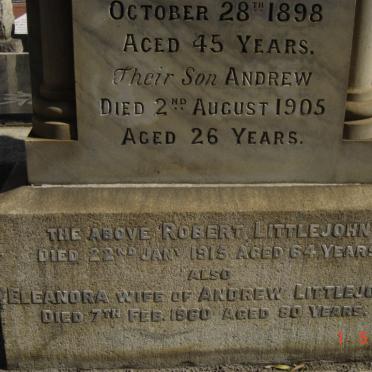 OCTOBER 28TH 1898
AGED 45 YEARS.
Their Son ANDREW
DIED 2ND AUGUST 1905
AGED 26 YEARS.
THE ABOVE ROBERT LITTLEJOHN
DIED 22ND JANY 1915 AGED 64 YEARS
ALSO
ELEANORA WIFE OF ANDREW LITTLEJO
DIED 7TH FEB. 1960 AGED 80 YEARS.